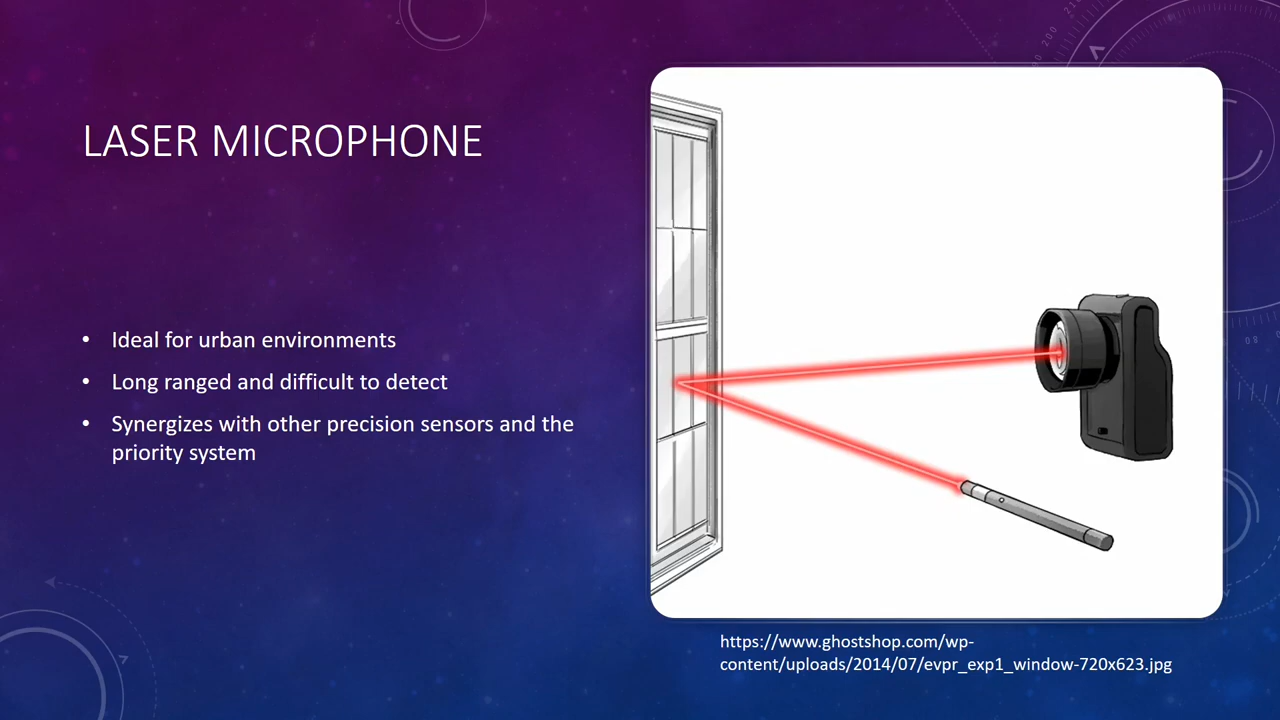 LASER MICROPHONE
• Ideal for urban environments
• Long ranged and difficult to detect
• Synergizes with other precision sensors and the
priority system
https://www.ghostshop.com/wp-
content/uploads/2014/07/evpr_exp1_window-720x623.jpg
200